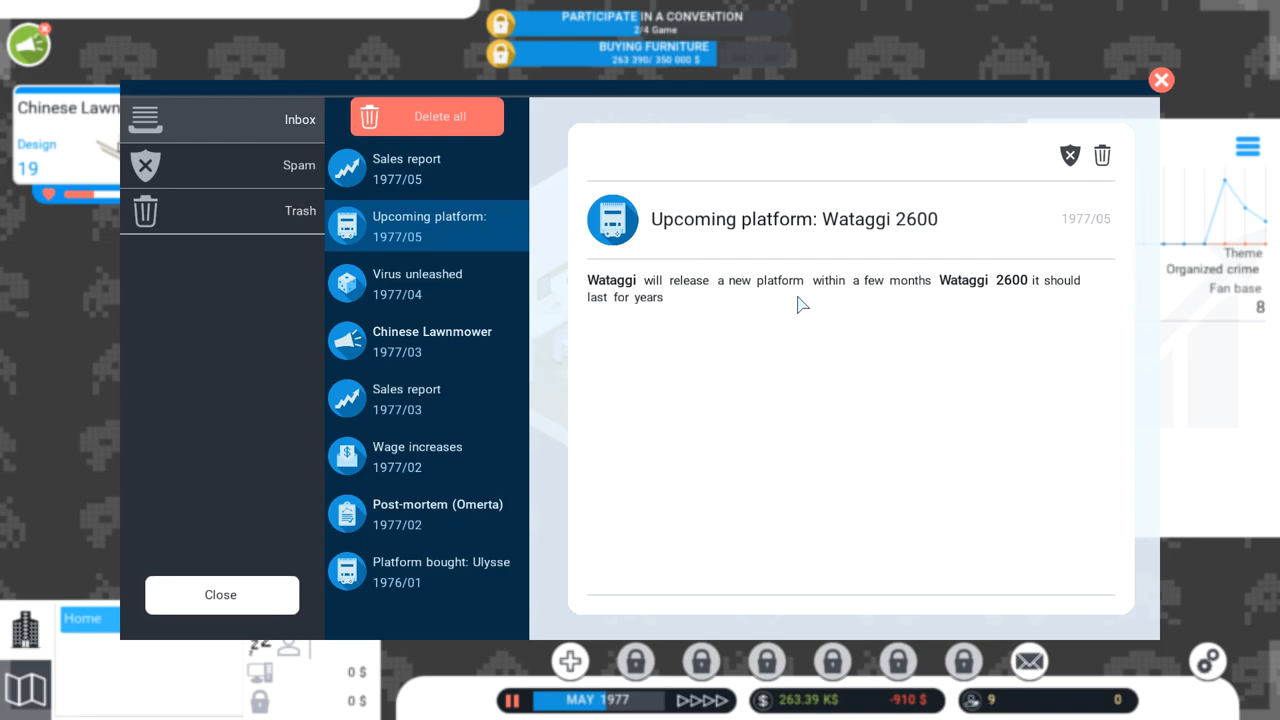 PARTICIPATE IN A CONVENTION
2/4 Game
BUYING FURNITURE
263 390/ 350 000 $
Chinese Lawn
Design
19
Inbox
Spam
Trash
Close
Delete all
Sales report
1977/05
Upcoming platform:
1977/05
Virus unleashed
1977/04
Chinese Lawnmower
1977/03
Sales report
1977/03
Wage increases
1977/02
Post-mortem (Omerta)
1977/02
Platform bought: Ulysse
1976/01
Upcoming platform: Wataggi 2600
1977/05
Wataggi will release a new platform within a few months Wataggi 2600 it should
last for years
Theme
Organized crime
Fan base
8
Home
0 $
0 $
MAY 1977
263.39 K$
-910 $
9
0